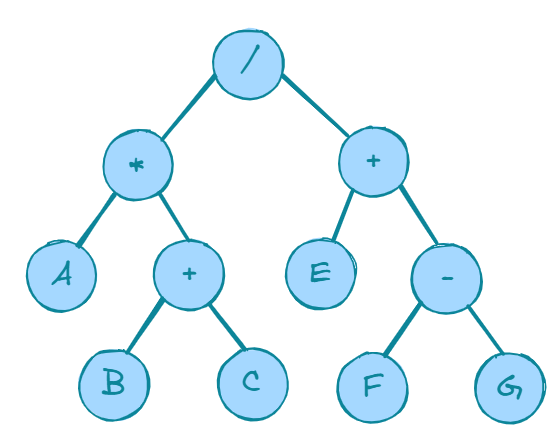 /
* +
A + E -
B C F G